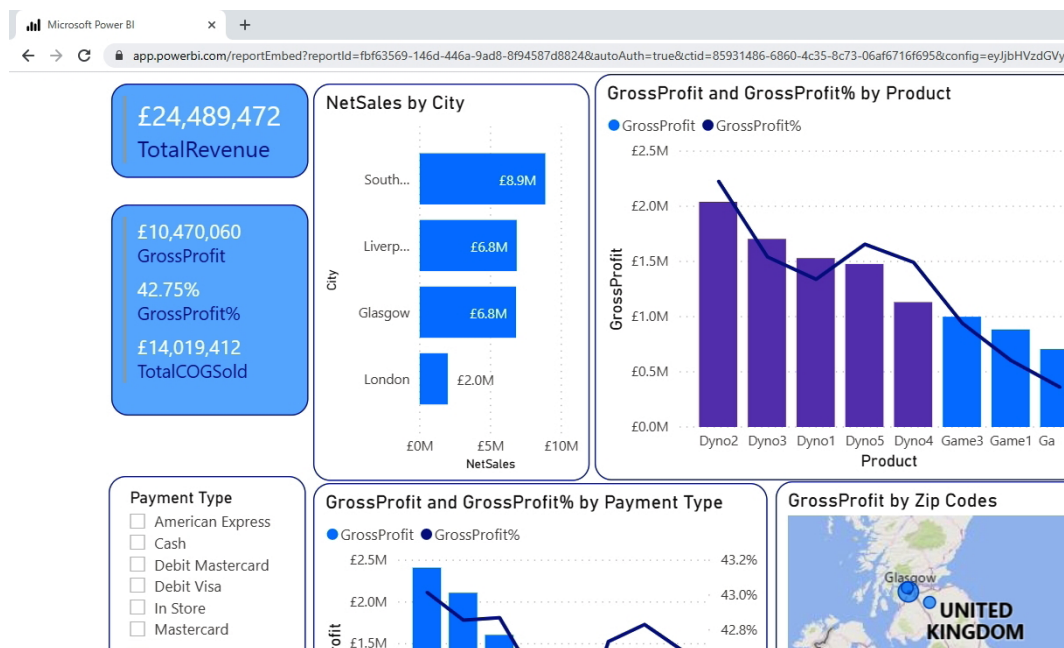 Microsoft Power BI
app.powerbi.com/reportEmbed?reportId=fbf63569-146d-446a-9ad8-8f94587d8824&autoAuth=true&ctid=85931486-6860-4c35-8c73-06af6716f695&config=eyJjbHVzdGVy
£24,489,472
TotalRevenue
£10,470,060
GrossProfit
42.75%
GrossProfit%
£14,019,412
TotalCOGSold
NetSales by City
South...
£8.9M
Liverp...
£6.8M
Glasgow
£6.8M
London
£2.0M
City
£0M £5M £10M
NetSales
GrossProfit and GrossProfit% by Product
GrossProfit GrossProfit%
£2.5M
£2.0M
£1.5M
£1.0M
£0.5M
£0.0M
GrossProfit
Dyno2 Dyno3 Dyno1 Dyno5 Dyno4 Game3 Game1 Ga
Product
Payment Type
American Express
Cash
Debit Mastercard
Debit Visa
In Store
Mastercard
GrossProfit and GrossProfit% by Payment Type
GrossProfit GrossProfit%
£2.5M 43.2%
£2.0M 43.0%
£1.5M 42.8%
ofit
GrossProfit by Zip Codes
Glasgow
UNITED
KINGDOM